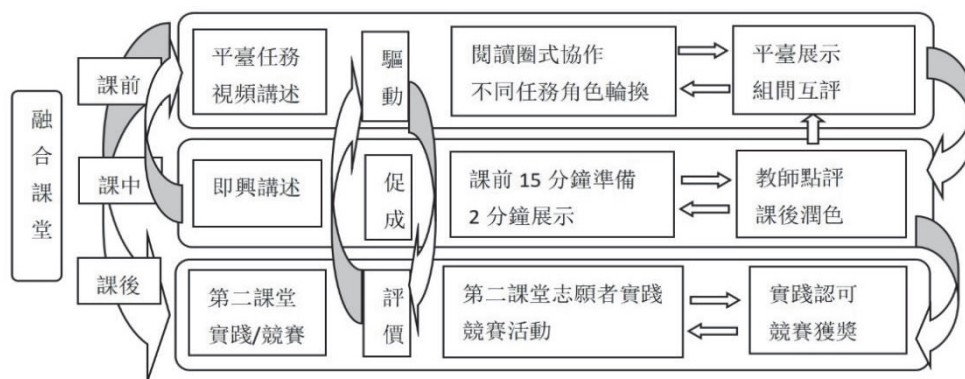 融合課堂
課前
平臺任務
視頻講述
驅動
閱讀圈式協作
不同任務角色輪換
平臺展示
組間互評
課中
即興講述
促成
課前 15 分鐘準備
2 分鐘展示
教師點評
課後潤色
課後
第二課堂
實踐/競賽
評價
第二課堂志願者實踐
競賽活動
實踐認可
競賽獲獎